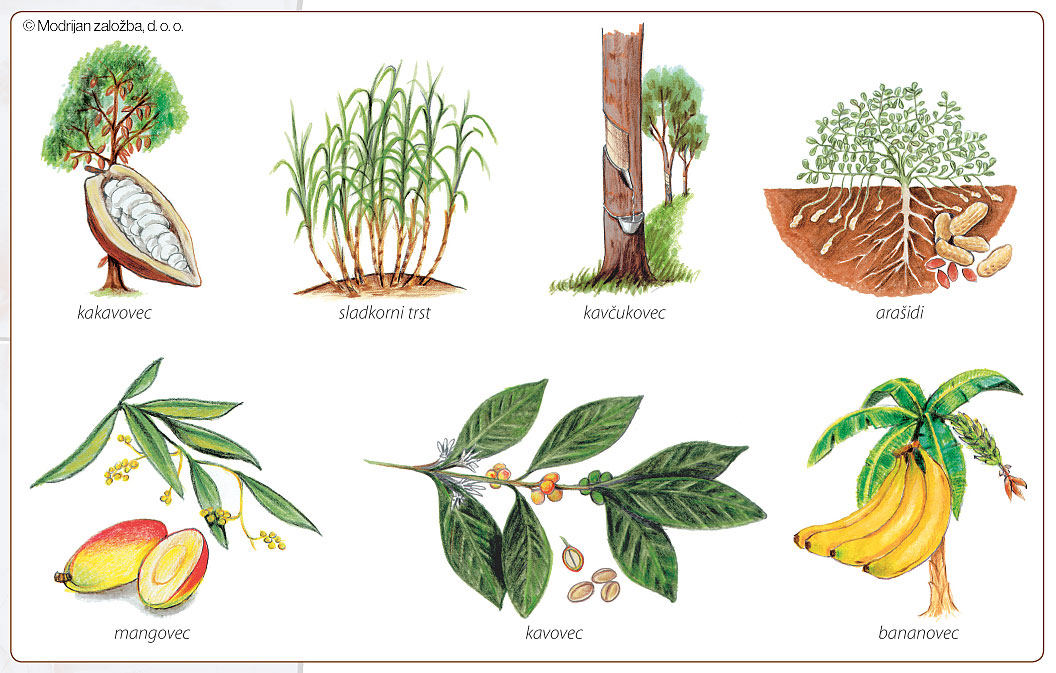 © Modrijan založba, d. o. o.
kakavovec
sladkorni trst
kavčukovec
arašidi
mangovec
kavovec
bananovec